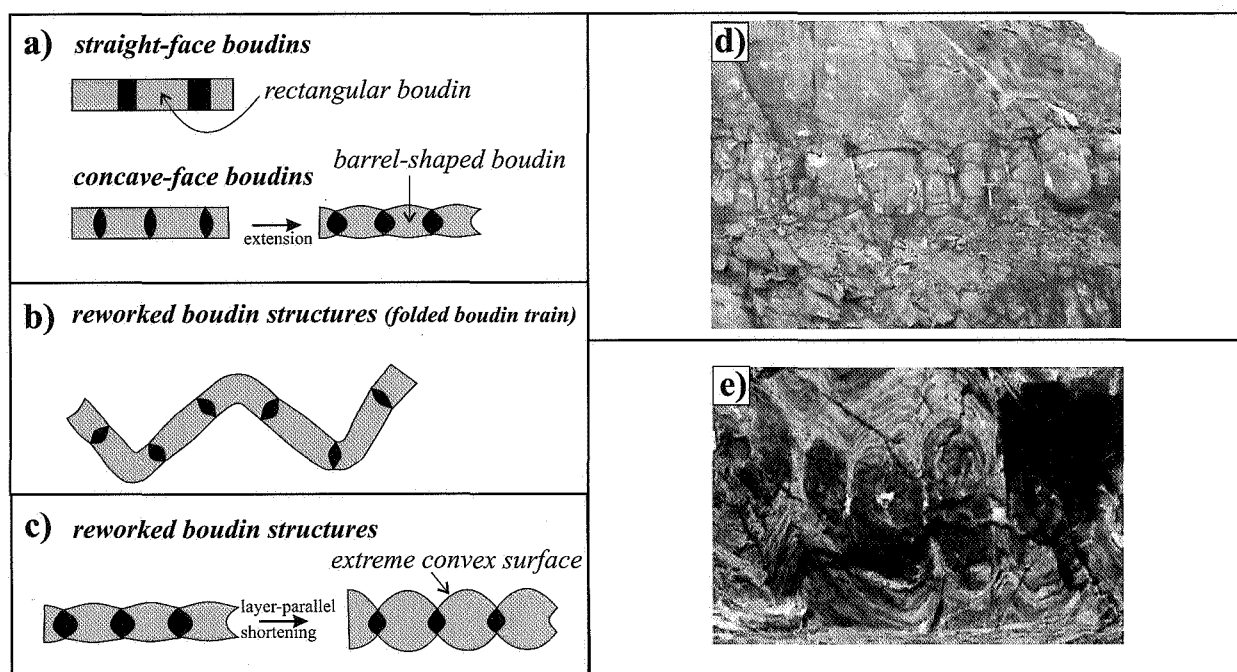 a) straight-face boudins
rectangular boudin
barrel-shaped boudin
concave-face boudins
extension
b) reworked boudin structures (folded boudin train)
c) reworked boudin structures
extreme convex surface
layer-parallel
shortening
d)
e)